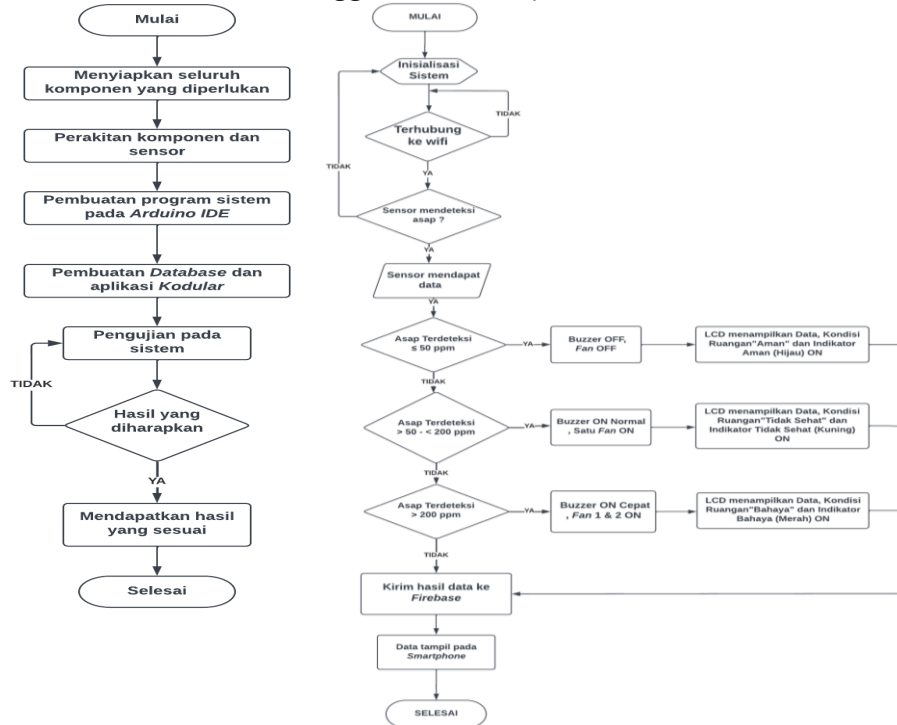 Mulai
Menyiapkan seluruh
komponen yang diperlukan
Perakitan komponen dan
sensor
Pembuatan program sistem
pada Arduino IDE
Pembuatan Database dan
aplikasi Kodular
Pengujian pada
sistem
TIDAK
Hasil yang
diharapkan
YA
Mendapatkan hasil
yang sesuai
Selesai
MULAI
Inisialisasi
Sistem
TIDAK
Terhubung
ke wifi
TIDAK
YA
Sensor mendeteksi
asap ?
YA
Sensor mendapat
data
YA
Asap Terdeteksi
≤ 50 ppm
YA
Buzzer OFF,
Fan OFF
LCD menampilkan Data, Kondisi
Ruangan"Aman" dan Indikator
Aman (Hijau) ON
TIDAK
Asap Terdeteksi
> 50 - < 200 ppm
YA
Buzzer ON Normal
, Satu Fan ON
LCD menampilkan Data, Kondisi
Ruangan"Tidak Sehat" dan
Indikator Tidak Sehat (Kuning)
ON
TIDAK
Asap Terdeteksi
> 200 ppm
YA
Buzzer ON Cepat
, Fan 1 & 2 ON
LCD menampilkan Data, Kondisi
Ruangan"Bahaya" dan Indikator
Bahaya (Merah) ON
TIDAK
Kirim hasil data ke
Firebase
Data tampil pada
Smartphone
SELESAI